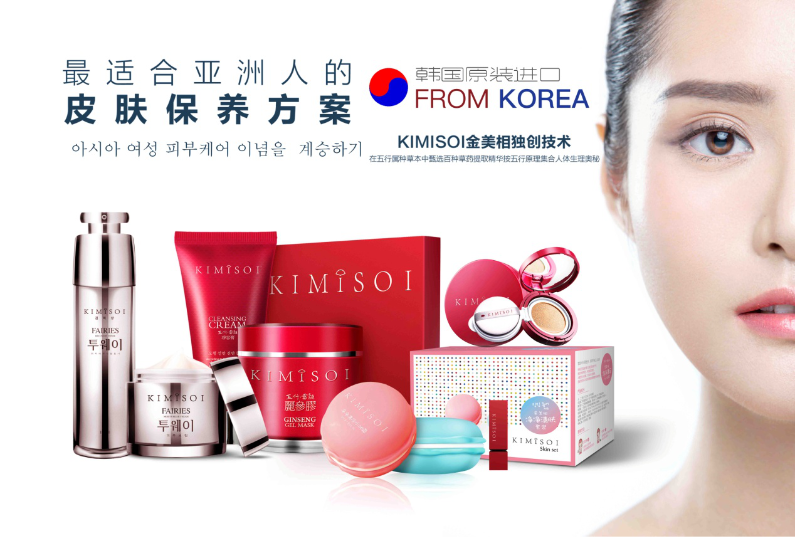 最适合亚洲人的
皮肤保养方案
아시아 여성 피부케어 이념을 계승하기
韩国原装进口
FROM KOREA
KIMISOI金美相独创技术
在五行属种草本中甄选百种草药提取精华按五行原理集合人体生理奥秘
KIMISOI
FAIRIES
투웨이
KIMISOI
FAIRIES
투웨이
KIMISOI
CLEANSING
CREAM
KIMISOI
KIMISOI
麗參膠
GINSENG
GEL MASK
KIMISOI
KIMISOI
KIMISOI
KIMISOI
KIMISOI
Skin set